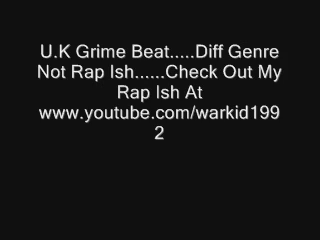 U.K Grime Beat.....Diff Genre
Not Rap Ish......Check Out My
Rap Ish At
www.youtube.com/warkid199
2